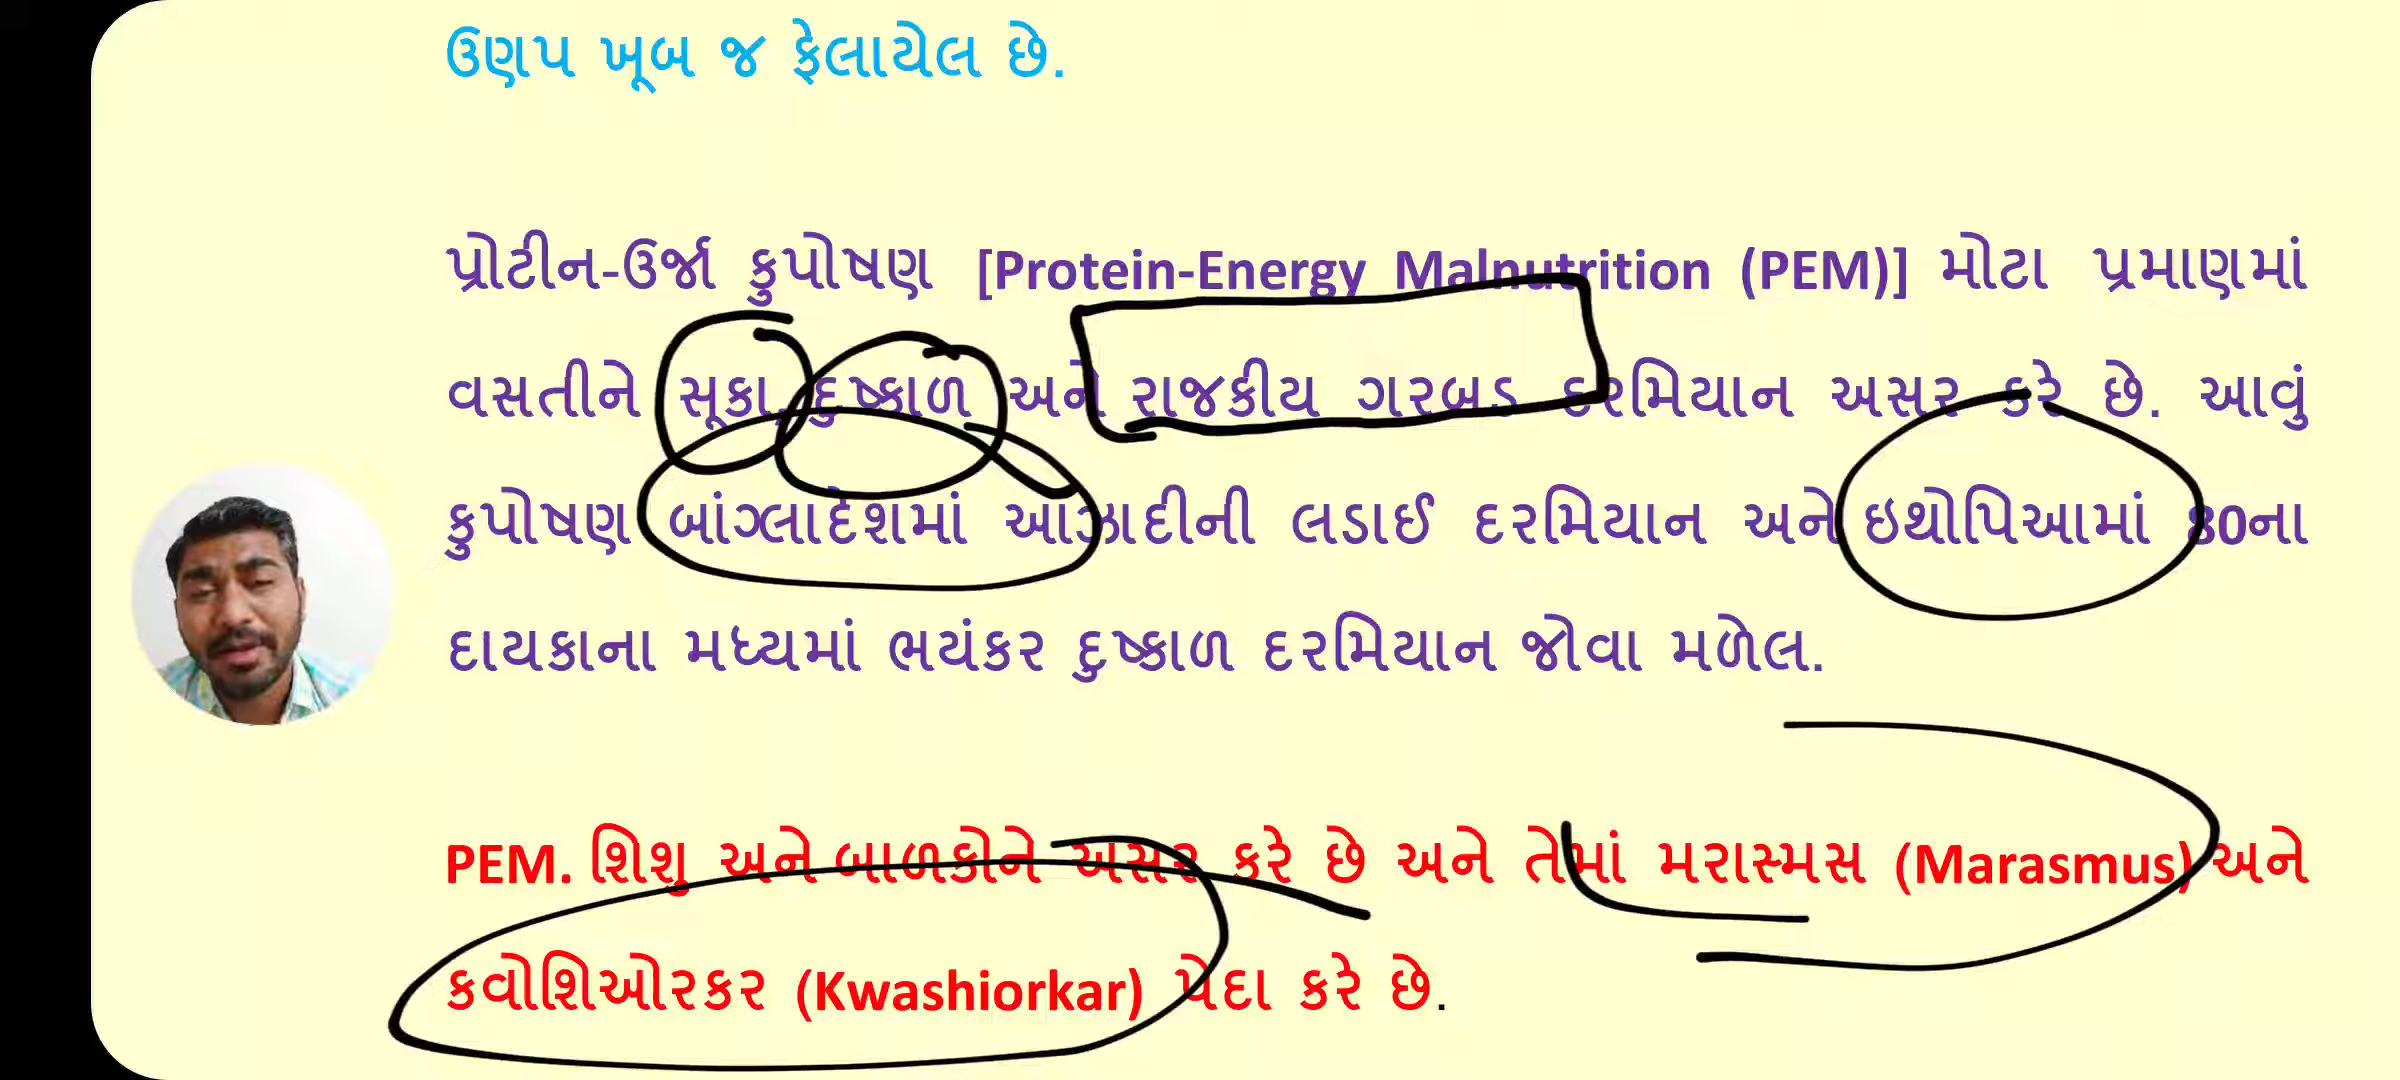 ઉણપ ખૂબ જ ફેલાયેલ છે.
પ્રોટીન-ઉર્જા કુપોષણ [Protein-Energy Malnutrition (PEM)] મોટા પ્રમાણમાં
વસતીને સૂકા, દુષ્કાળ અને રાજકીય ગરબડ દરમિયાન અસર કરે છે. આવું
કુપોષણ બાંગ્લાદેશમાં આઝાદીની લડાઈ દરમિયાન અને ઇથોપિઆમાં 80ના
દાયકાના મધ્યમાં ભયંકર દુષ્કાળ દરમિયાન જોવા મળેલ.
PEM. શિશુ અને બાળકોને અસર કરે છે અને તેમાં મરાસ્મસ (Marasmus) અને
કવોશિઓરકર (Kwashiorkar) પેદા કરે છે.